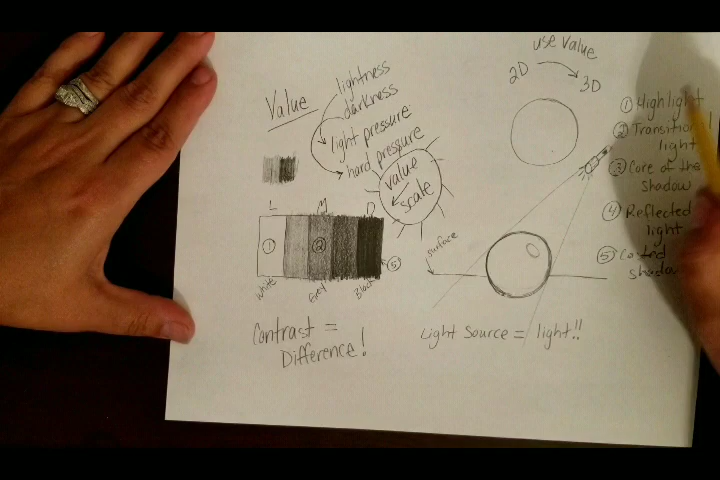 Value
lightness
darkness
light pressure
hard pressure
value
scale
L M D
1 2 5
White Grey Black
Contrast =
Difference!
use value
2D 3D
surface
Light Source = light!!
1 Highlight
2 Transitional
light
3 Core of the
shadow
4 Reflected
light
5
shadow